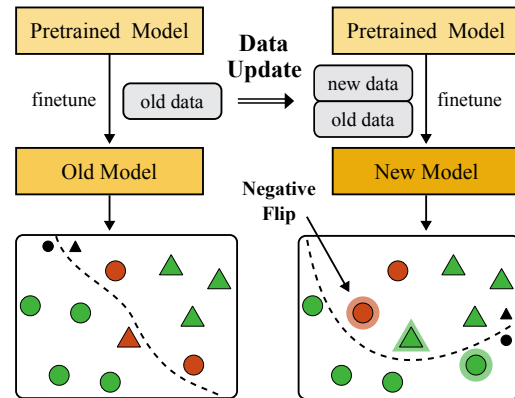 Pretrained Model
Pretrained Model
Data
Update
finetune
old data
new data
old data
finetune
Old Model
New Model
Negative
Flip